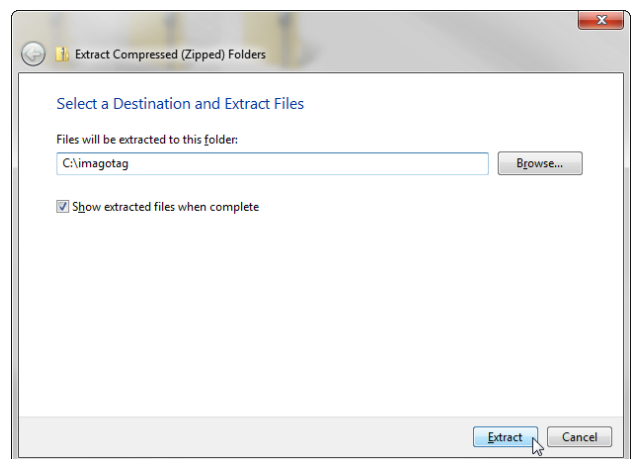 Extract Compressed (Zipped) Folders
Select a Destination and Extract Files
Files will be extracted to this folder:
C:\imagotag
Browse...
Show extracted files when complete
Extract
Cancel